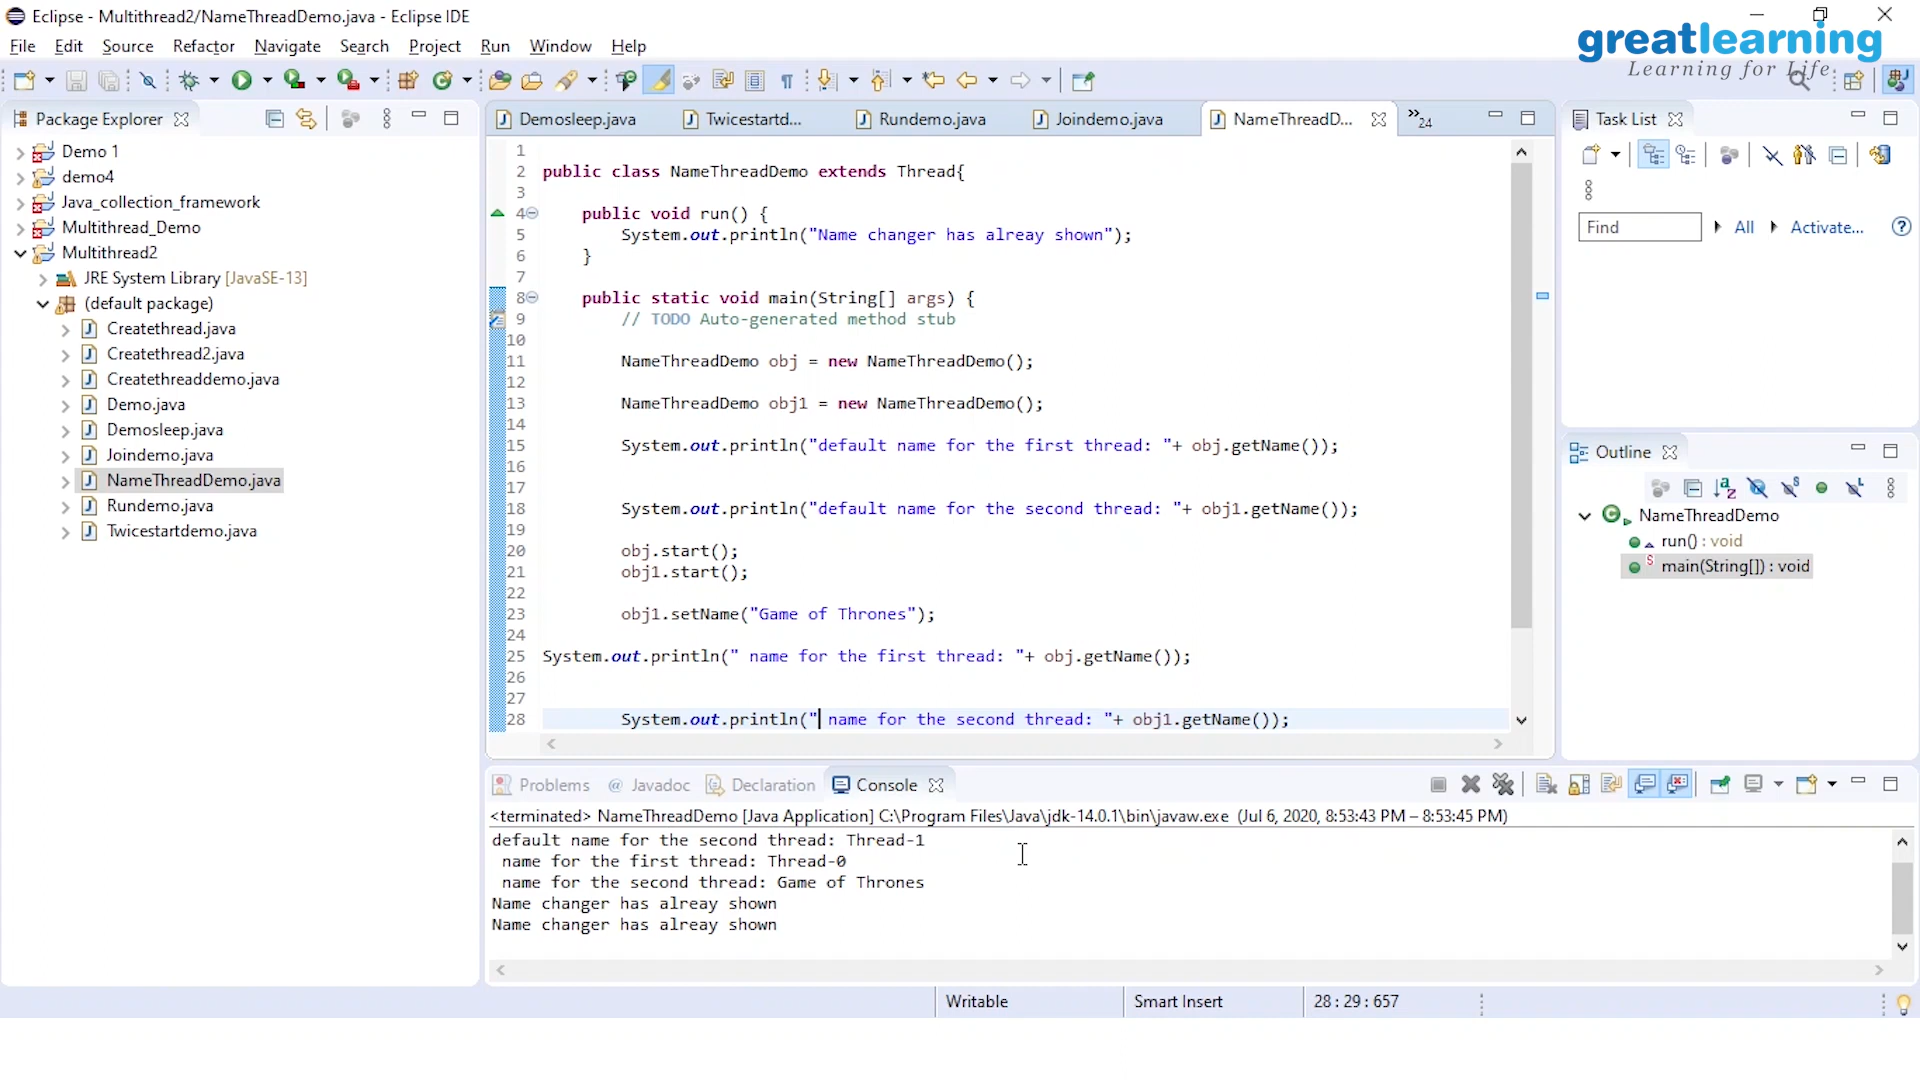 Eclipse - Multithread2/NameThreadDemo.java - Eclipse IDE
File Edit Source Refactor Navigate Search Project Run Window Help
greatlearning
Learning for Life
Package Explorer
Demo 1
demo4
Java_collection_framework
Multithread_Demo
Multithread2
JRE System Library [JavaSE-13]
(default package)
Createthread.java
Createthread2.java
Createthreaddemo.java
Demo.java
Demosleep.java
Joindemo.java
NameThreadDemo.java
Rundemo.java
Twicestartdemo.java
Demosleep.java Twicestartd... Rundemo.java Joindemo.java NameThreadD... »24
1
2 public class NameThreadDemo extends Thread{
3
4 public void run() {
5 System.out.println("Name changer has alreay shown");
6 }
7
8 public static void main(String[] args) {
9 // TODO Auto-generated method stub
10
11 NameThreadDemo obj = new NameThreadDemo();
12
13 NameThreadDemo obj1 = new NameThreadDemo();
14
15 System.out.println("default name for the first thread: "+ obj.getName());
16
17
18 System.out.println("default name for the second thread: "+ obj1.getName());
19
20 obj.start();
21 obj1.start();
22
23 obj1.setName("Game of Thrones");
24
25 System.out.println(" name for the first thread: "+ obj.getName());
26
27
28 System.out.println(" name for the second thread: "+ obj1.getName());
Task List
Find All Activate...
Outline
NameThreadDemo
run() : void
main(String[]) : void
Problems @ Javadoc Declaration Console
<terminated> NameThreadDemo [Java Application] C:\Program Files\Java\jdk-14.0.1\bin\javaw.exe (Jul 6, 2020, 8:53:43 PM – 8:53:45 PM)
default name for the second thread: Thread-1
name for the first thread: Thread-0
name for the second thread: Game of Thrones
Name changer has alreay shown
Name changer has alreay shown
Writable Smart Insert 28 : 29 : 657